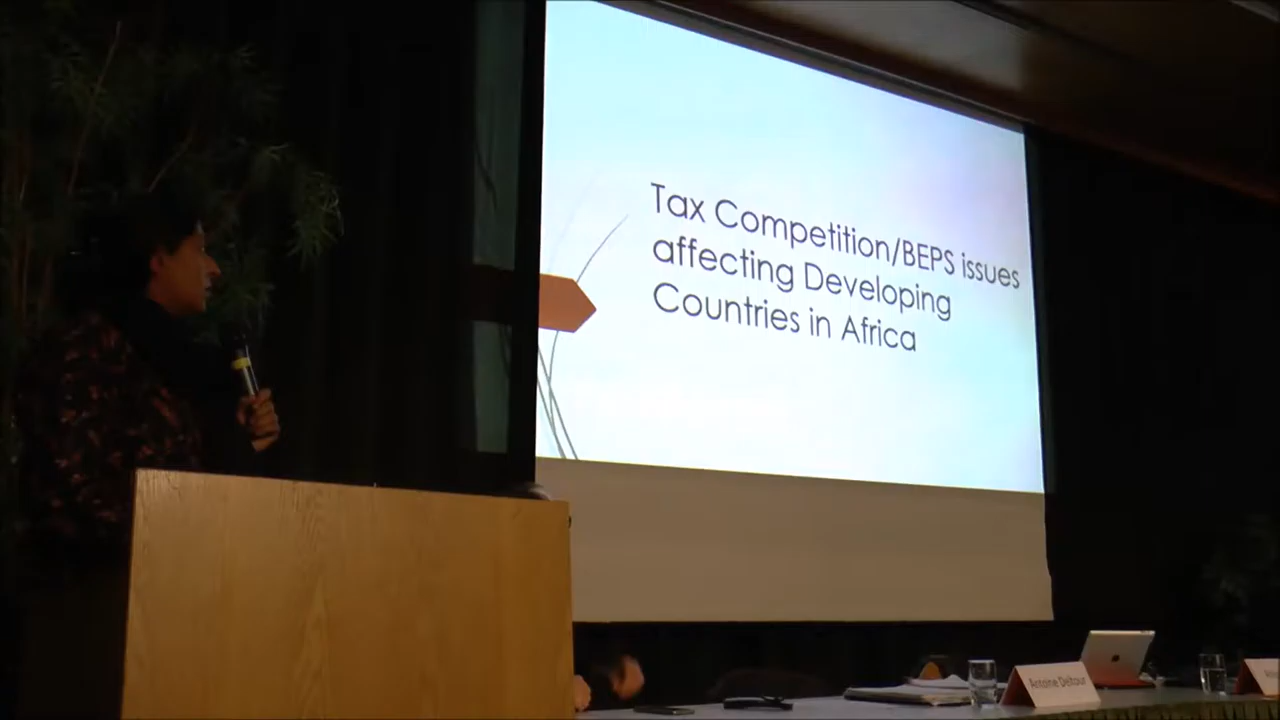 Tax Competition/BEPS issues
affecting Developing
Countries in Africa
Antoine Deltour